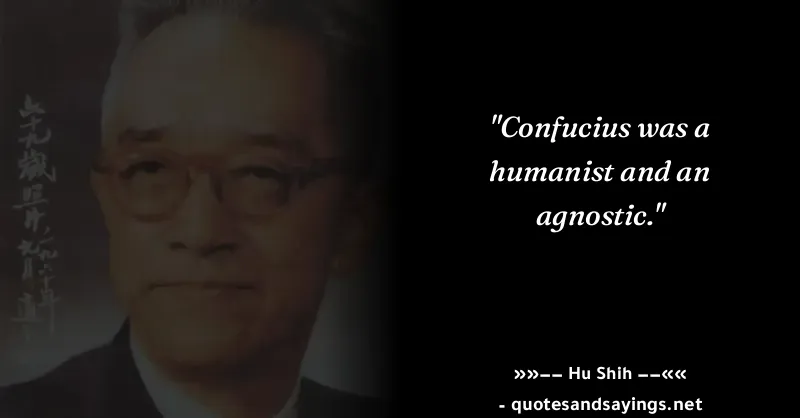 "Confucius was a
humanist and an
agnostic."
»»–– Hu Shih ––««
- quotesandsayings.net